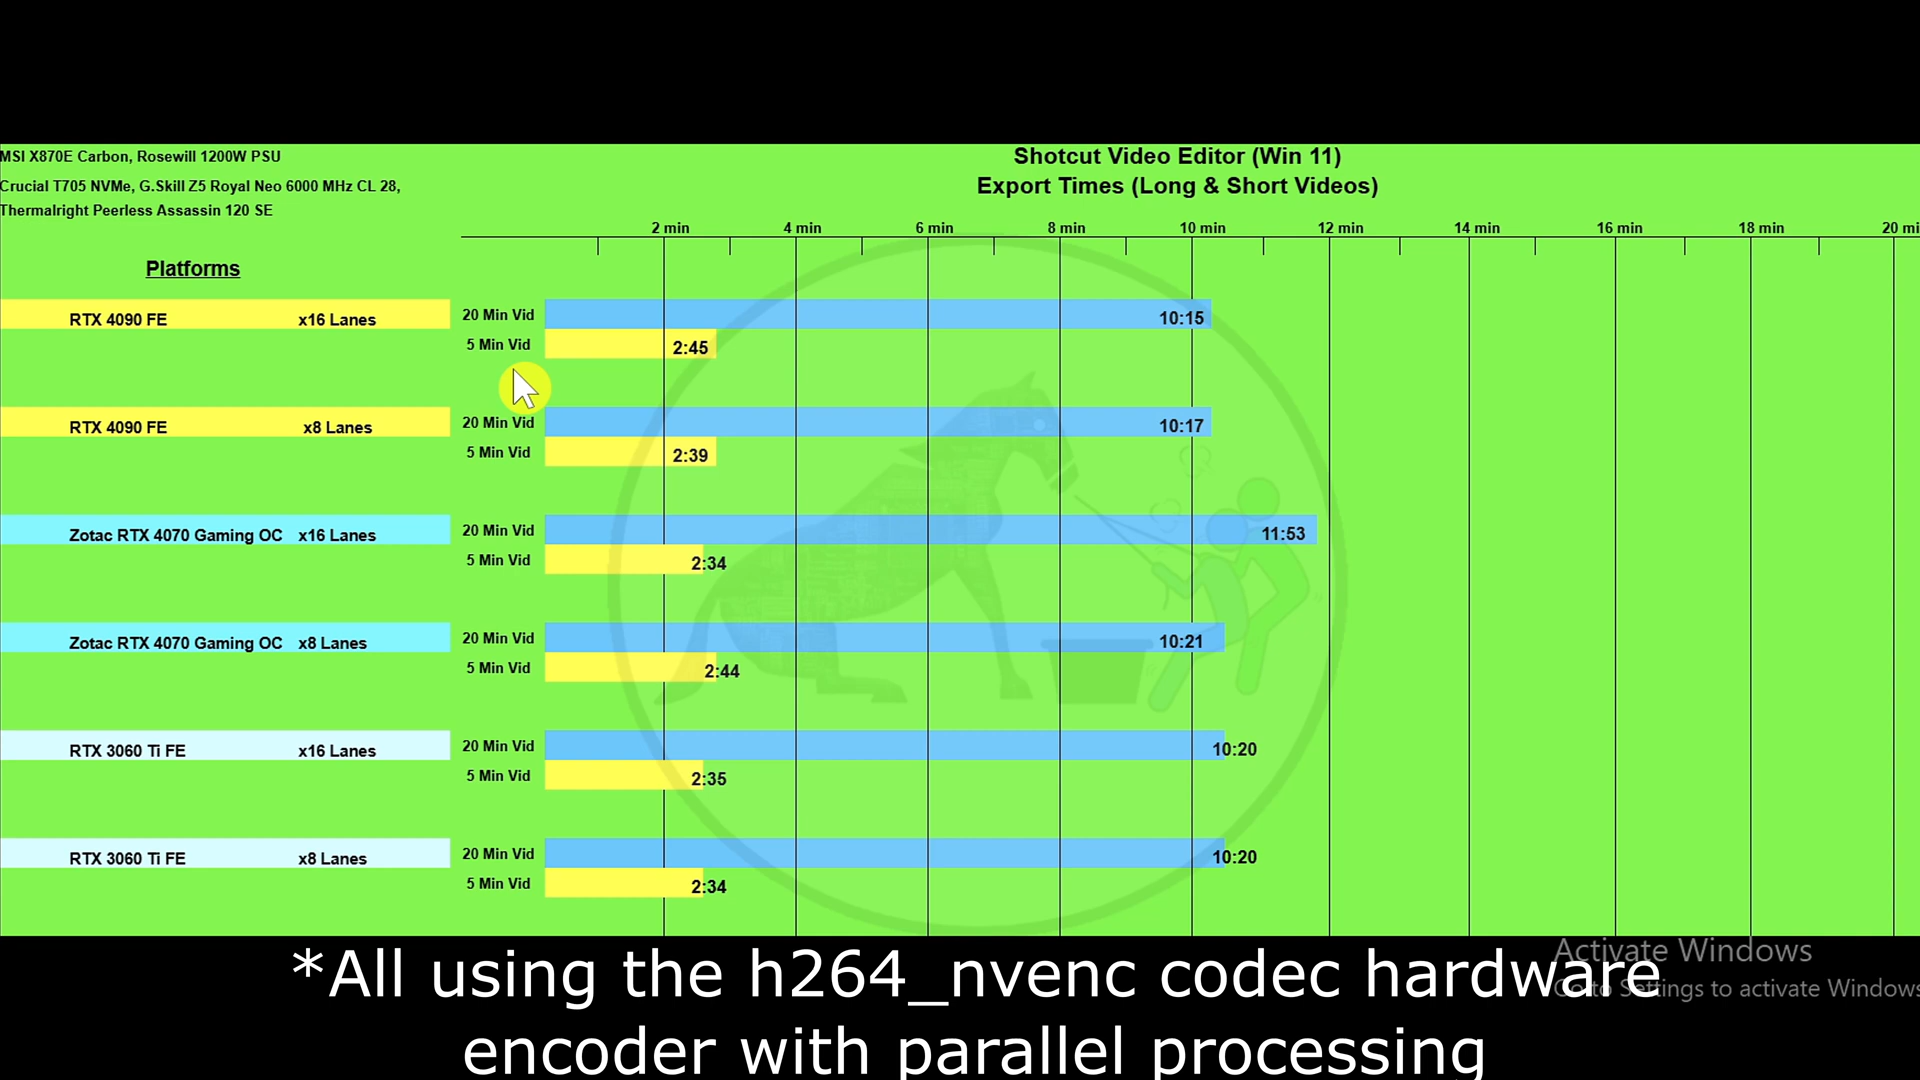 MSI X870E Carbon, Rosewill 1200W PSU
Crucial T705 NVMe, G.Skill Z5 Royal Neo 6000 MHz CL 28,
Thermalright Peerless Assassin 120 SE
Shotcut Video Editor (Win 11)
Export Times (Long & Short Videos)
2 min 4 min 6 min 8 min 10 min 12 min 14 min 16 min 18 min 20 mi
Platforms
RTX 4090 FE x16 Lanes 20 Min Vid 10:15
5 Min Vid 2:45
RTX 4090 FE x8 Lanes 20 Min Vid 10:17
5 Min Vid 2:39
Zotac RTX 4070 Gaming OC x16 Lanes 20 Min Vid 11:53
5 Min Vid 2:34
Zotac RTX 4070 Gaming OC x8 Lanes 20 Min Vid 10:21
5 Min Vid 2:44
RTX 3060 Ti FE x16 Lanes 20 Min Vid 10:20
5 Min Vid 2:35
RTX 3060 Ti FE x8 Lanes 20 Min Vid 10:20
5 Min Vid 2:34
*All using the h264_nvenc codec hardware
encoder with parallel processing
Activate Windows
Go to Settings to activate Windows